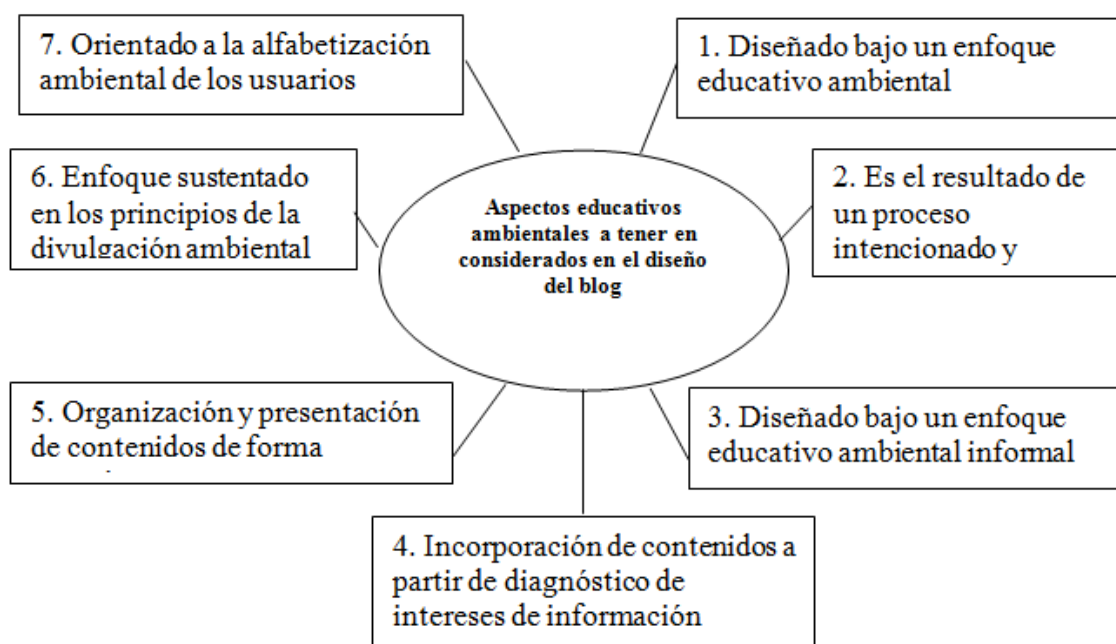 7. Orientado a la alfabetización
ambiental de los usuarios
1. Diseñado bajo un enfoque
educativo ambiental
6. Enfoque sustentado
en los principios de la
divulgación ambiental
2. Es el resultado de
un proceso
intencionado y
Aspectos educativos
ambientales a tener en
considerados en el diseño
del blog
5. Organización y presentación
de contenidos de forma
3. Diseñado bajo un enfoque
educativo ambiental informal
4. Incorporación de contenidos a
partir de diagnóstico de
intereses de información